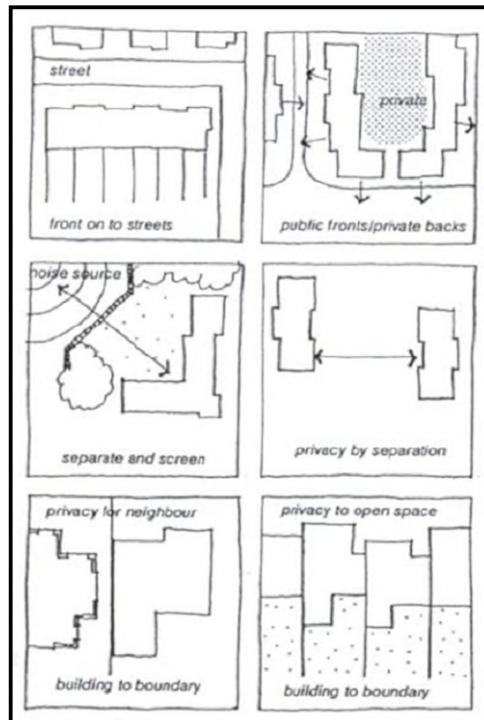 street
front on to streets
private
public fronts/private backs
noise source
separate and screen
privacy by separation
privacy for neighbour
building to boundary
privacy to open space
building to boundary